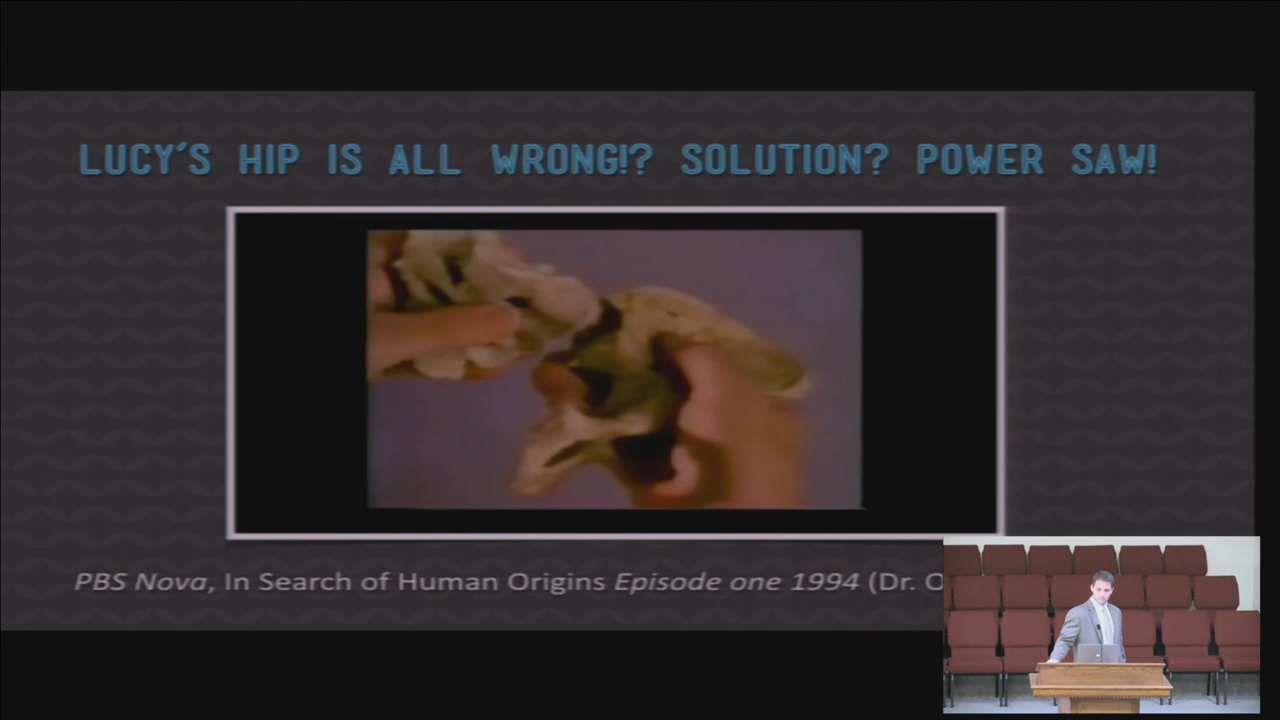 LUCY'S HIP IS ALL WRONG!? SOLUTION? POWER SAW!
PBS Nova, In Search of Human Origins Episode one 1994 (Dr. O